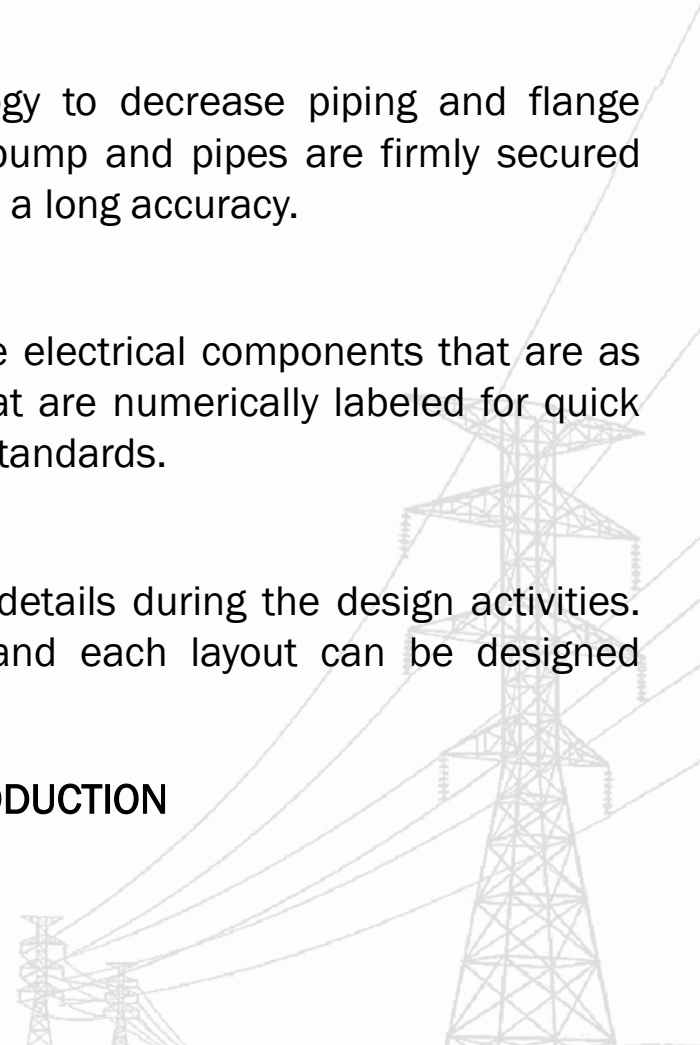 gy to decrease piping and flange
pump and pipes are firmly secured
a long accuracy.
electrical components that are as
at are numerically labeled for quick
tandards.
details during the design activities.
and each layout can be designed
DUCTION